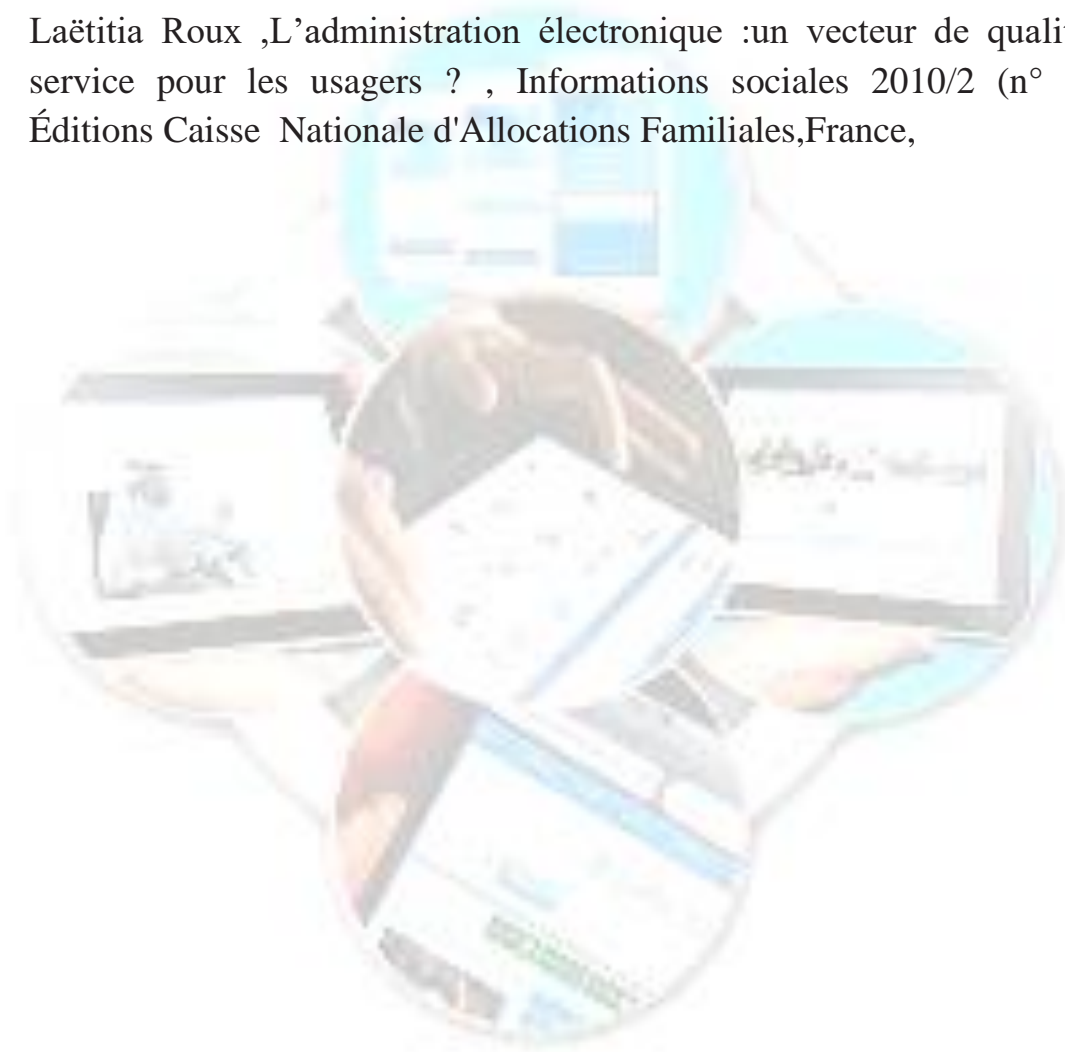 Laëtitia Roux ,L’administration électronique :un vecteur de quali
service pour les usagers ? , Informations sociales 2010/2 (n°
Éditions Caisse Nationale d'Allocations Familiales,France,